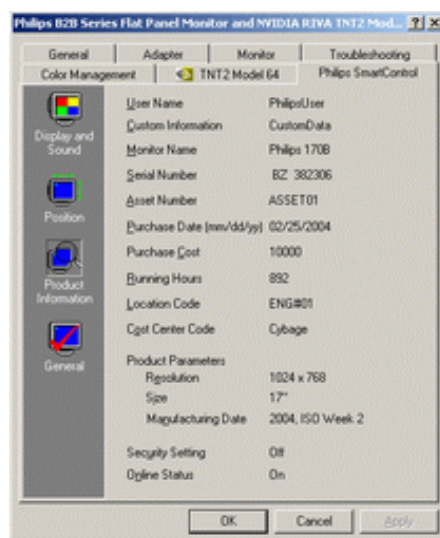 Philips B2B Series Flat Panel Monitor and NVIDIA RIVA TNT2 Mod... ? X
General Adapter Monitor Troubleshooting
Color Management TNT2 Model 64 Philips SmartControl
Display and Sound
Position
Product Information
General
User Name PhilipsUser
Custom Information CustomData
Monitor Name Philips 170B
Serial Number BZ 382306
Asset Number ASSET01
Purchase Date (mm/dd/yy) 02/25/2004
Purchase Cost 10000
Running Hours 892
Location Code ENG#01
Cost Center Code Cybage
Product Parameters
Resolution 1024 x 768
Size 17"
Manufacturing Date 2004, ISO Week 2
Security Setting Off
Online Status On
OK Cancel Apply